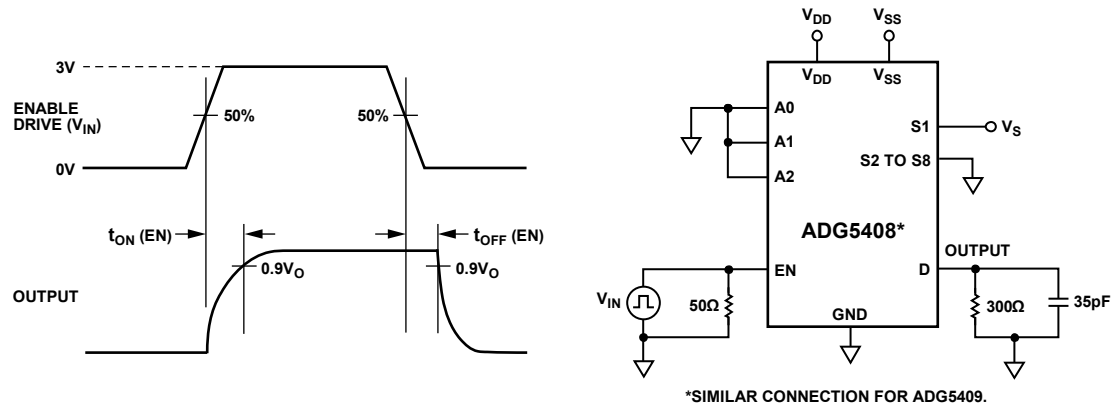 3V
ENABLE
DRIVE (VIN)
50%
50%
0V
tON (EN)
tOFF (EN)
0.9VO
0.9VO
OUTPUT
VDD
VSS
VDD
VSS
A0
A1
A2
S1
VS
S2 TO S8
ADG5408*
OUTPUT
EN
D
VIN
50Ω
GND
300Ω
35pF
*SIMILAR CONNECTION FOR ADG5409.